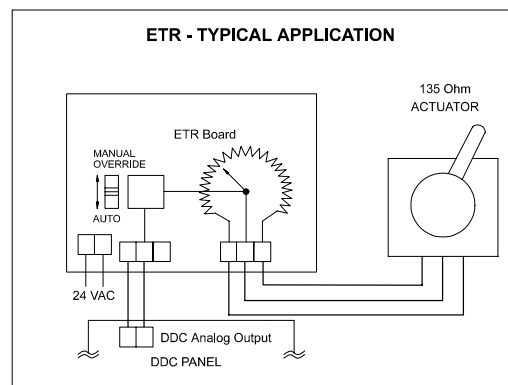 ETR - TYPICAL APPLICATION
135 Ohm
ACTUATOR
ETR Board
MANUAL
OVERRIDE
AUTO
24 VAC
DDC Analog Output
DDC PANEL